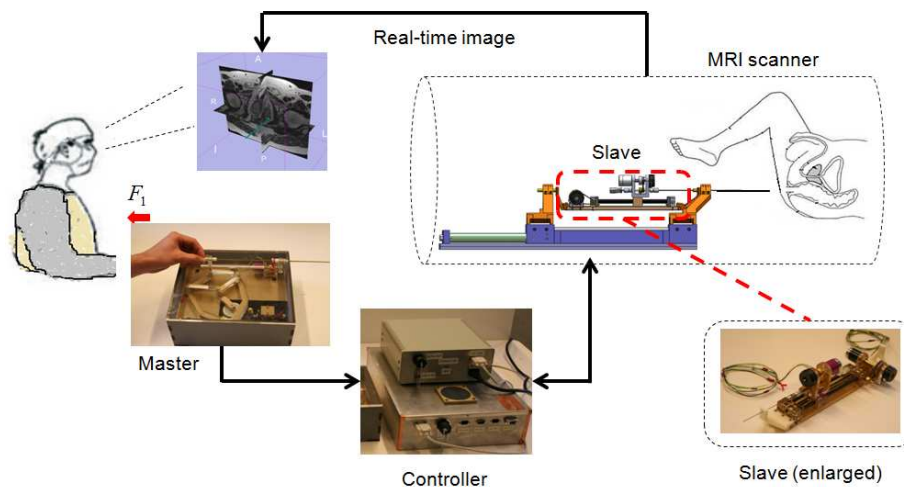 Real-time image
MRI scanner
A
R
L
I
P
Slave
F1
Master
Controller
Slave (enlarged)